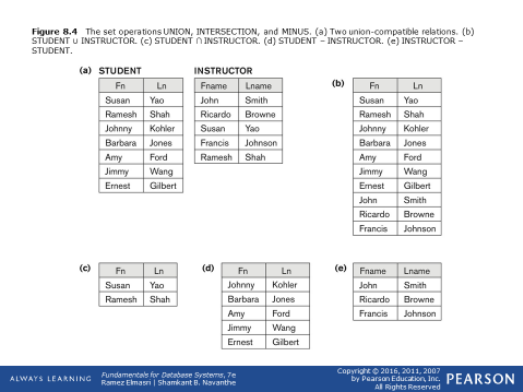 Figure 8.4 The set operations UNION, INTERSECTION, and MINUS. (a) Two union-compatible relations. (b)
STUDENT ∪ INSTRUCTOR. (c) STUDENT ∩ INSTRUCTOR. (d) STUDENT – INSTRUCTOR. (e) INSTRUCTOR –
STUDENT.
(a) STUDENT
Fn Ln
Susan Yao
Ramesh Shah
Johnny Kohler
Barbara Jones
Amy Ford
Jimmy Wang
Ernest Gilbert
INSTRUCTOR
Fname Lname
John Smith
Ricardo Browne
Susan Yao
Francis Johnson
Ramesh Shah
(b)
Fn Ln
Susan Yao
Ramesh Shah
Johnny Kohler
Barbara Jones
Amy Ford
Jimmy Wang
Ernest Gilbert
John Smith
Ricardo Browne
Francis Johnson
(c)
Fn Ln
Susan Yao
Ramesh Shah
(d)
Fn Ln
Johnny Kohler
Barbara Jones
Amy Ford
Jimmy Wang
Ernest Gilbert
(e)
Fname Lname
John Smith
Ricardo Browne
Francis Johnson
ALWAYS LEARNING
Fundamentals for Database Systems, 7e
Ramez Elmasri | Shamkant B. Navanthe
Copyright © 2016, 2011, 2007
by Pearson Education, Inc.
All Rights Reserved
PEARSON